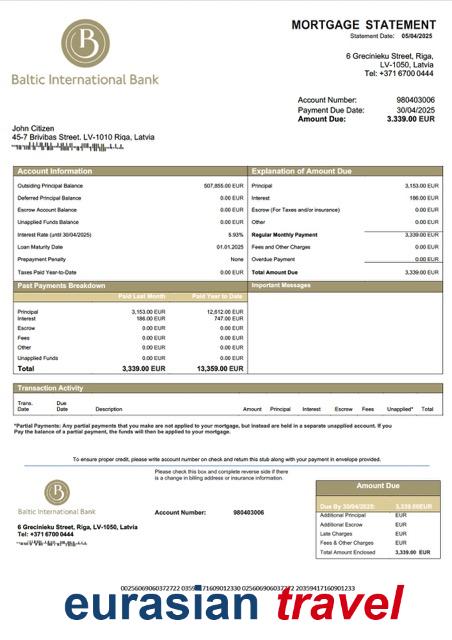 MORTGAGE STATEMENT
Statement Date: 05/04/2025
B
Baltic International Bank
6 Grecinieku Street, Riga,
LV-1050, Latvia
Tel: +371 6700 0444
Account Number: 980403006
Payment Due Date: 30/04/2025
Amount Due: 3.339.00 EUR
John Citizen
45-7 Brivibas Street. LV-1010 Riga, Latvia
Account Information
Outsiding Principal Balance 507,855.00 EUR
Deferred Principal Balance 0.00 EUR
Escrow Account Balance 0.00 EUR
Unapplied Funds Balance 0.00 EUR
Interest Rate (until 30/04/2025) 5.93%
Loan Maturity Date 01.01.2025
Prepayment Penalty None
Taxes Paid Year-to-Date 0.00 EUR
Explanation of Amount Due
Principal 3,153.00 EUR
Interest 186.00 EUR
Escrow (For Taxes and/or insurance) 0.00 EUR
Other 0.00 EUR
Regular Monthly Payment 3,339.00 EUR
Fees and Other Charges 0.00 EUR
Overdue Payment 0.00 EUR
Total Amount Due 3,339.00 EUR
Past Payments Breakdown
Paid Last Month Paid Year to Date
Principal 3,153.00 EUR 12,612.00 EUR
Interest 186.00 EUR 747.00 EUR
Escrow 0.00 EUR 0.00 EUR
Fees 0.00 EUR 0.00 EUR
Other 0.00 EUR 0.00 EUR
Unapplied Funds 0.00 EUR 0.00 EUR
Total 3,339.00 EUR 13,359.00 EUR
Important Messages
Transaction Activity
Trans. Date Due Date Description Amount Principal Interest Escrow Fees Unapplied* Total
*Partial Payments: Any partial payments that you make are not applied to your mortgage, but instead are held in a separate unapplied account. If you
Pay the balance of a partial payment, the funds will then be applied to your mortgage.
To ensure proper credit, please write account number on check and return this stub along with your payment in envelope provided.
Please check this box and complete reverse side if there
is a change in billing address or insurance information.
B
Baltic International Bank
6 Grecinieku Street, Riga, LV-1050, Latvia
Tel: +371 6700 0444
Account Number: 980403006
Amount Due
Due By 30/04/2025: 3,339.00EUR
Additional Principal EUR
Additional Escrow EUR
Late Charges EUR
Fees & Other Charges EUR
Total Amount Enclosed 3,339.00 EUR
eurasian travel